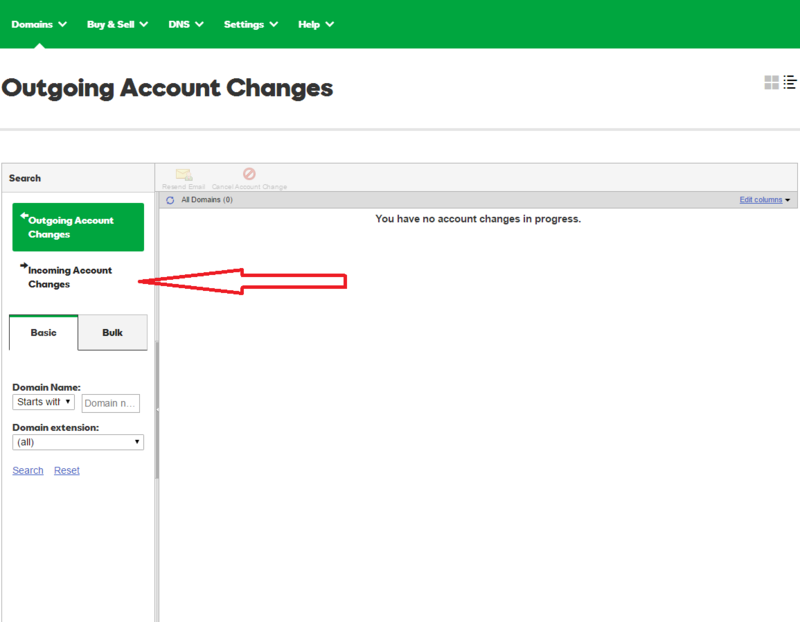 Domains Buy & Sell DNS Settings Help
Outgoing Account Changes
Search
Resend Email Cancel Account Change
All Domains (0) Edit columns
You have no account changes in progress.
Outgoing Account
Changes
Incoming Account
Changes
Basic Bulk
Domain Name:
Starts with Domain n...
Domain extension:
(all)
Search Reset